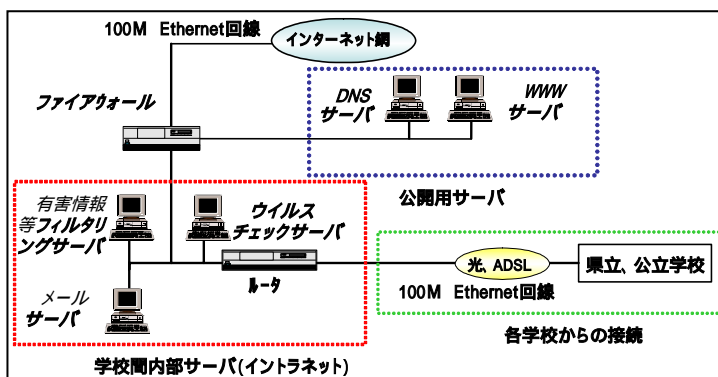 100M Ethernet回線
インターネット網
DNS
サーバ
WWW
サーバ
ファイアウォール
公開用サーバ
有害情報
等フィルタリ
ングサーバ
ウイルス
チェックサーバ
ルータ
メール
サーバ
学校間内部サーバ(イントラネット)
光、ADSL
県立、公立学校
100M Ethernet回線
各学校からの接続